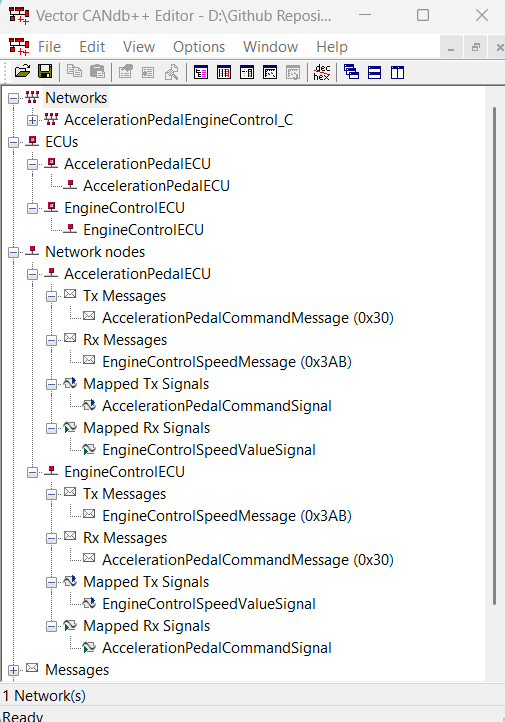 Vector CANdb++ Editor - D:\Github Reposi...
File Edit View Options Window Help
dec
hex
Networks
AccelerationPedalEngineControl_C
ECUs
AccelerationPedalECU
AccelerationPedalECU
EngineControlECU
EngineControlECU
Network nodes
AccelerationPedalECU
Tx Messages
AccelerationPedalCommandMessage (0x30)
Rx Messages
EngineControlSpeedMessage (0x3AB)
Mapped Tx Signals
AccelerationPedalCommandSignal
Mapped Rx Signals
EngineControlSpeedValueSignal
EngineControlECU
Tx Messages
EngineControlSpeedMessage (0x3AB)
Rx Messages
AccelerationPedalCommandMessage (0x30)
Mapped Tx Signals
EngineControlSpeedValueSignal
Mapped Rx Signals
AccelerationPedalCommandSignal
Messages
1 Network(s)
Ready